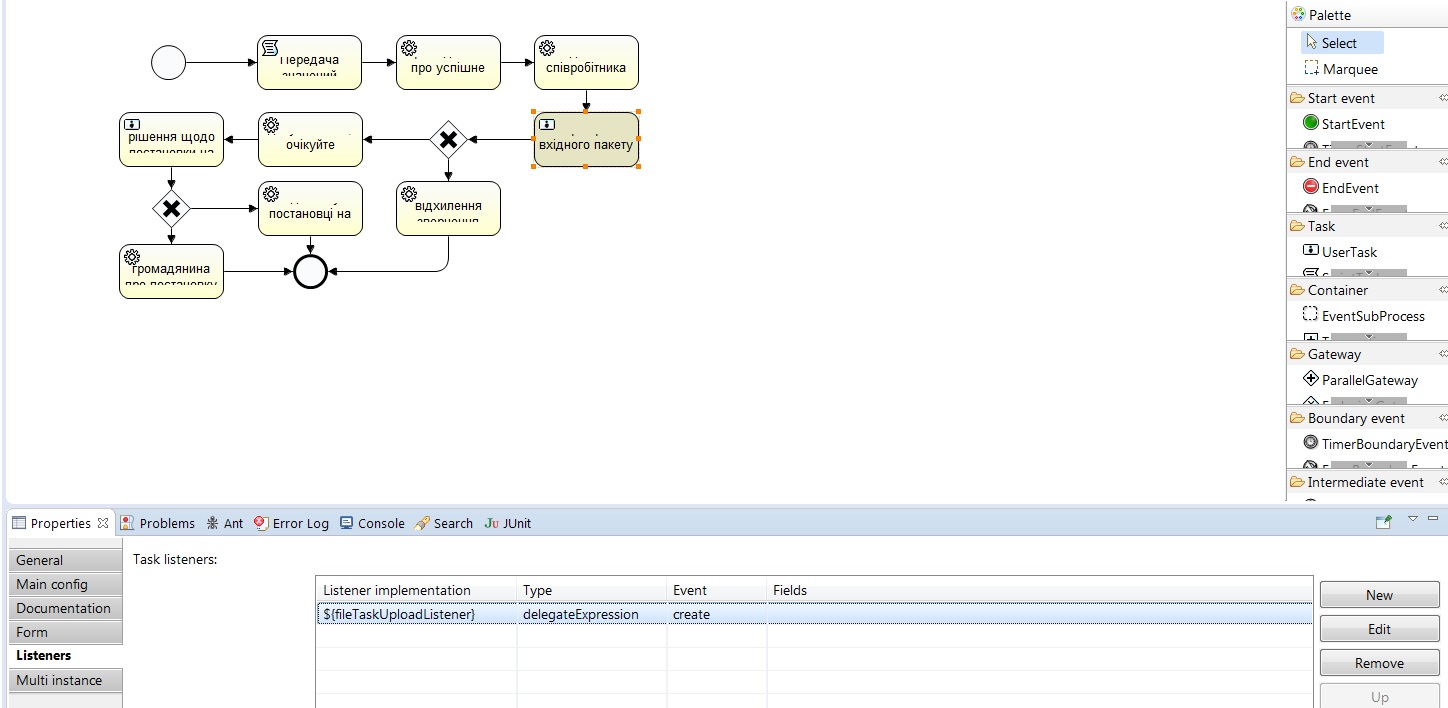 Передача
значений
про успішне
співробітника
рішення щодо
постановки на
очікуйте
вхідного пакету
постановці на
відхилення
звернення
громадянина
про постановку
Palette
Select
Marquee
Start event
StartEvent
End event
EndEvent
Task
UserTask
Container
EventSubProcess
Gateway
ParallelGateway
Boundary event
TimerBoundaryEvent
Intermediate event
Properties Problems Ant Error Log Console Search JUnit
General
Main config
Documentation
Form
Listeners
Multi instance
Task listeners:
Listener implementation Type Event Fields
${fileTaskUploadListener} delegateExpression create
New
Edit
Remove
Up